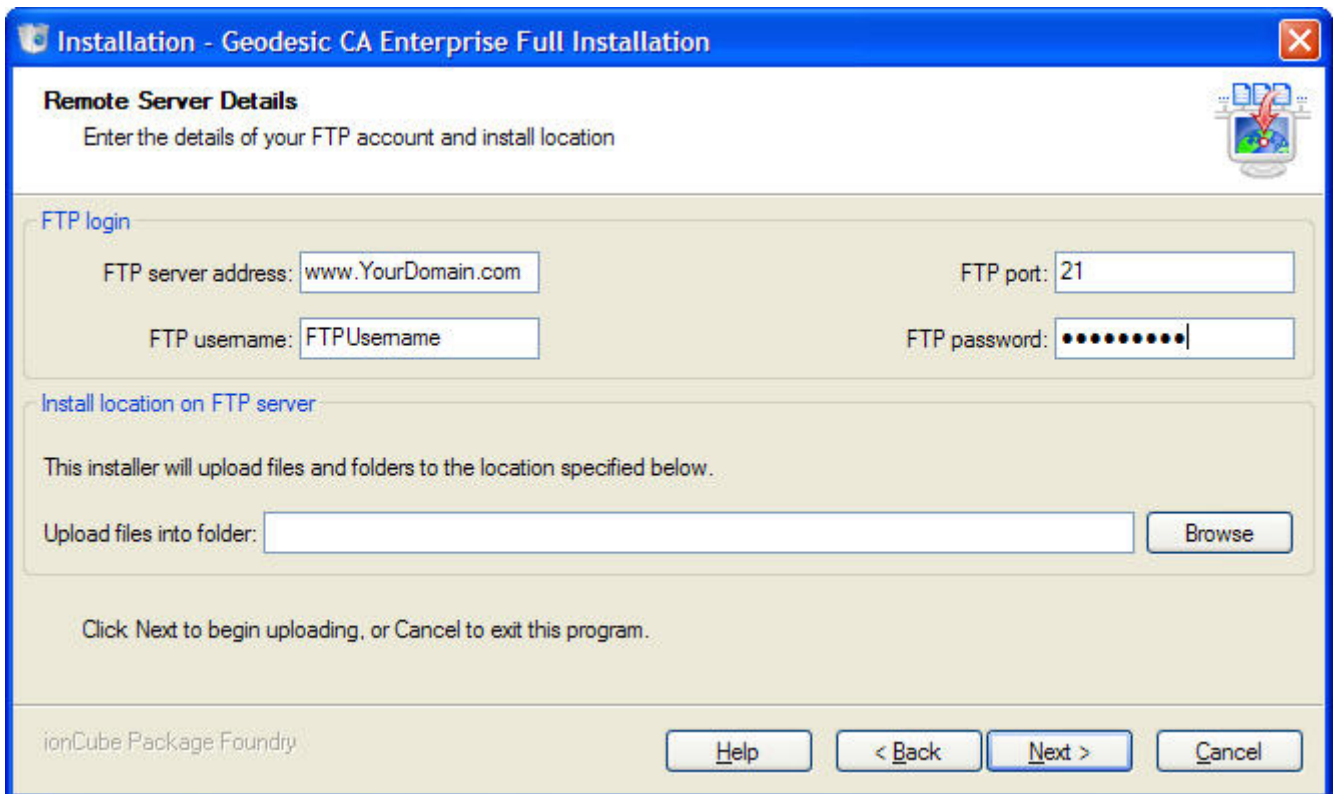 Installation - Geodesic CA Enterprise Full Installation
Remote Server Details
Enter the details of your FTP account and install location
FTP login
FTP server address: www.YourDomain.com FTP port: 21
FTP username: FTPUsername FTP password: •••••••••
Install location on FTP server
This installer will upload files and folders to the location specified below.
Upload files into folder: Browse
Click Next to begin uploading, or Cancel to exit this program.
ionCube Package Foundry Help < Back Next > Cancel